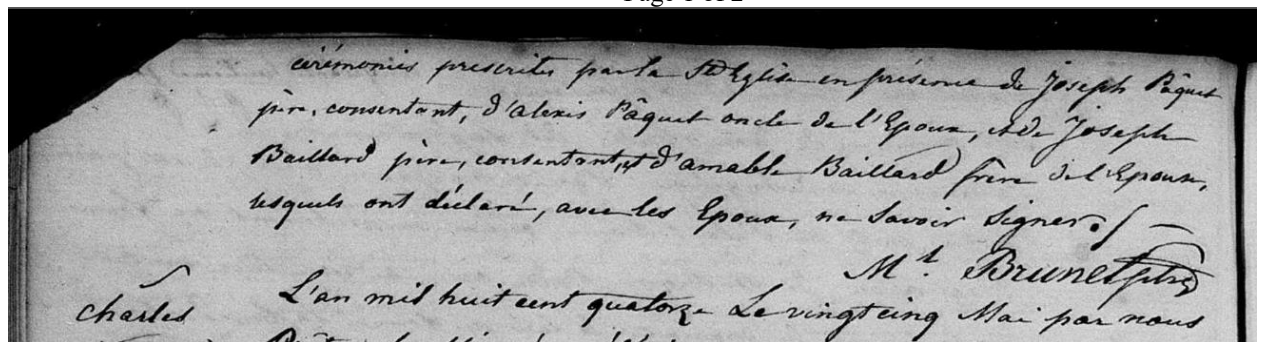 cérémonies prescrites par la Ste Eglise en présence de Joseph Pâquet
père, consentant, d'alexis Pâquet oncle de l'Epoux, et de Joseph
Baillard père, consentant, et d'amable Baillard frère de l'Epouse,
lesquels ont déclaré, avec les Epoux, ne Savoir Signer. /—
Mt. Brunet ptre
charles
L'an mil huit cent quatorze Le vingt cinq Mai par nous